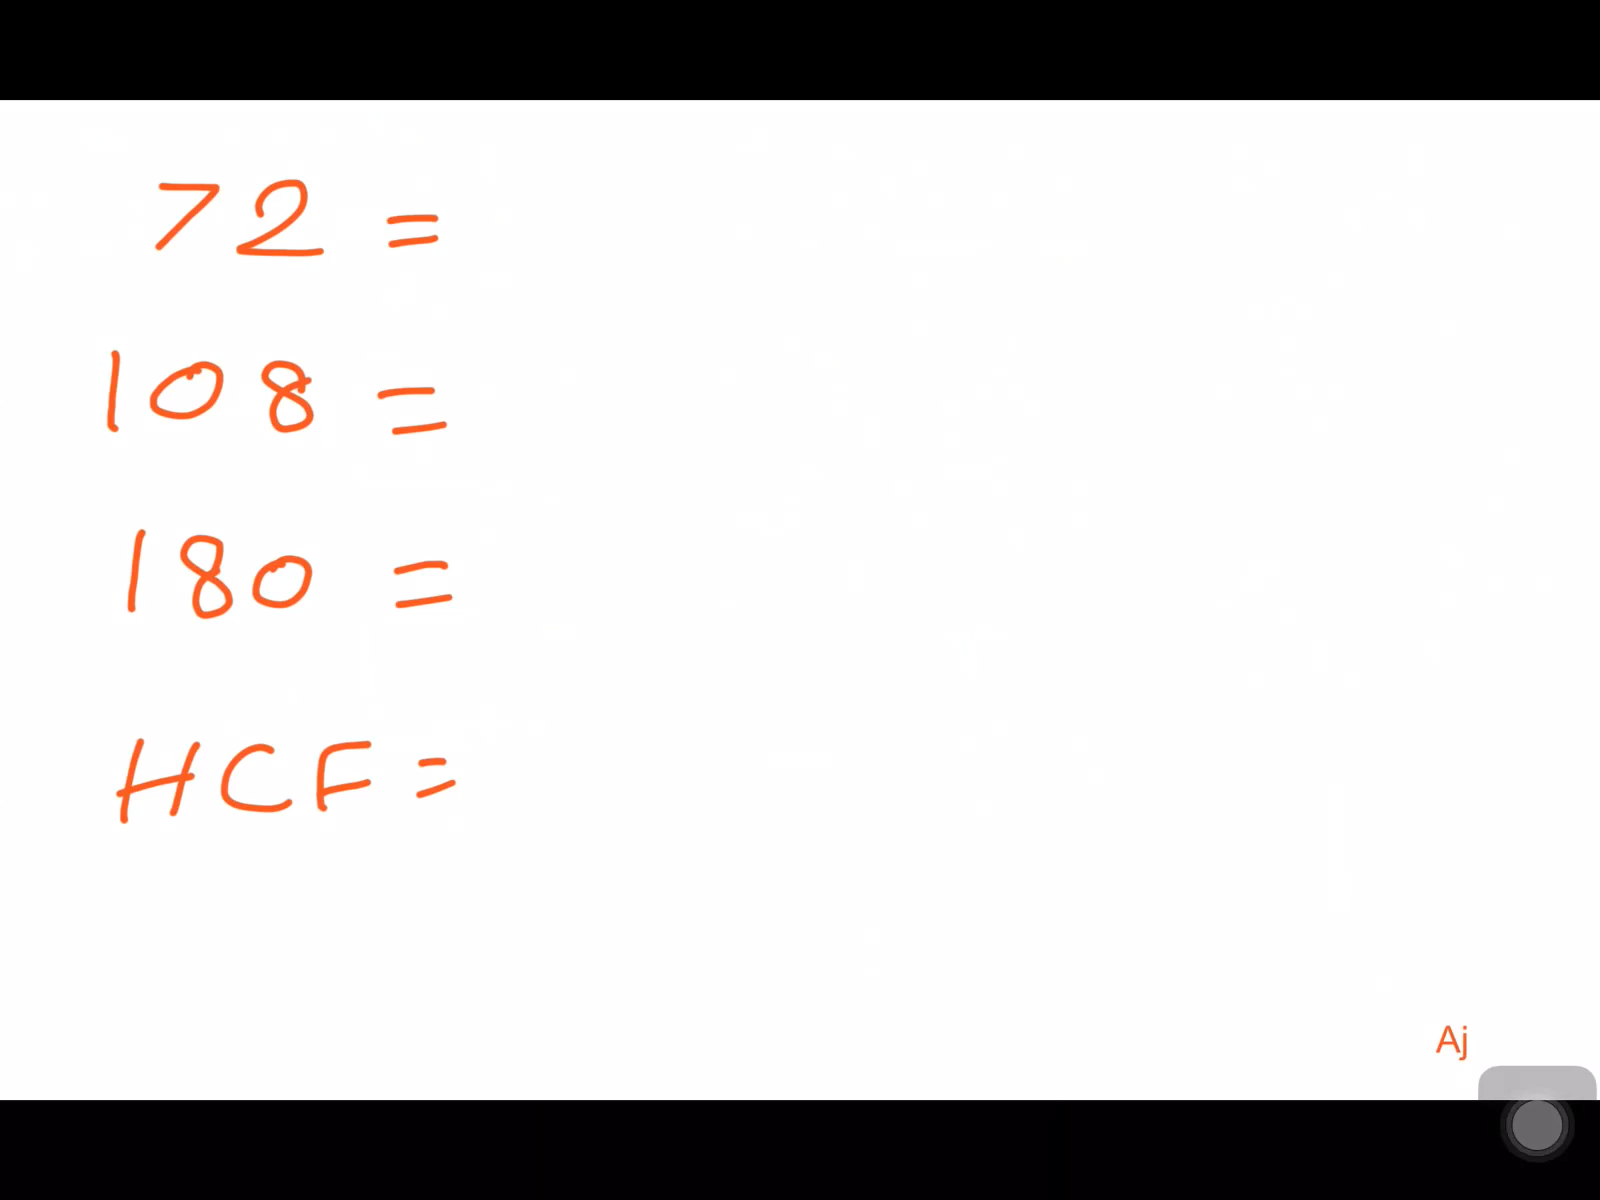 72 =
108 =
180 =
HCF =
Aj